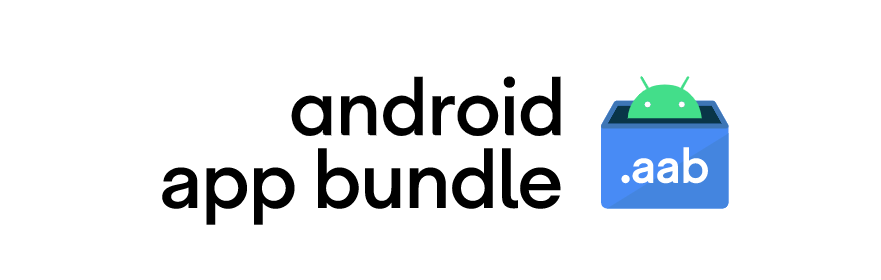 android
app bundle
.aab